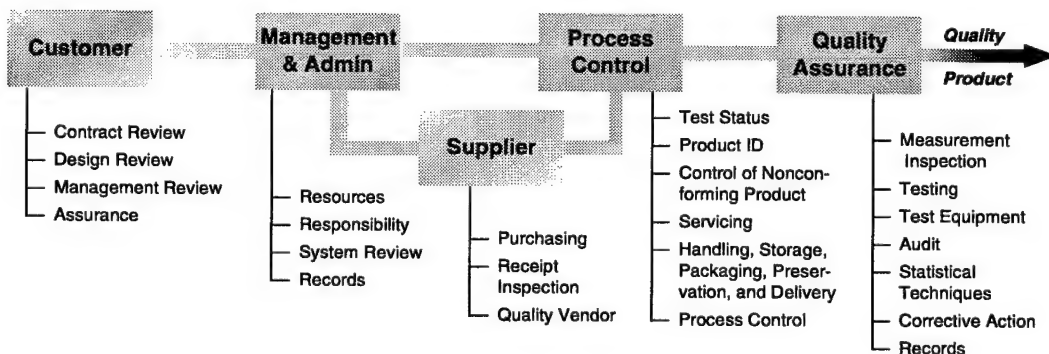 Customer
Contract Review
Design Review
Management Review
Assurance
Management
& Admin
Resources
Responsibility
System Review
Records
Supplier
Purchasing
Receipt
Inspection
Quality Vendor
Process
Control
Test Status
Product ID
Control of Noncon-
forming Product
Servicing
Handling, Storage,
Packaging, Preser-
vation, and Delivery
Process Control
Quality
Assurance
Measurement
Inspection
Testing
Test Equipment
Audit
Statistical
Techniques
Corrective Action
Records
Quality
Product